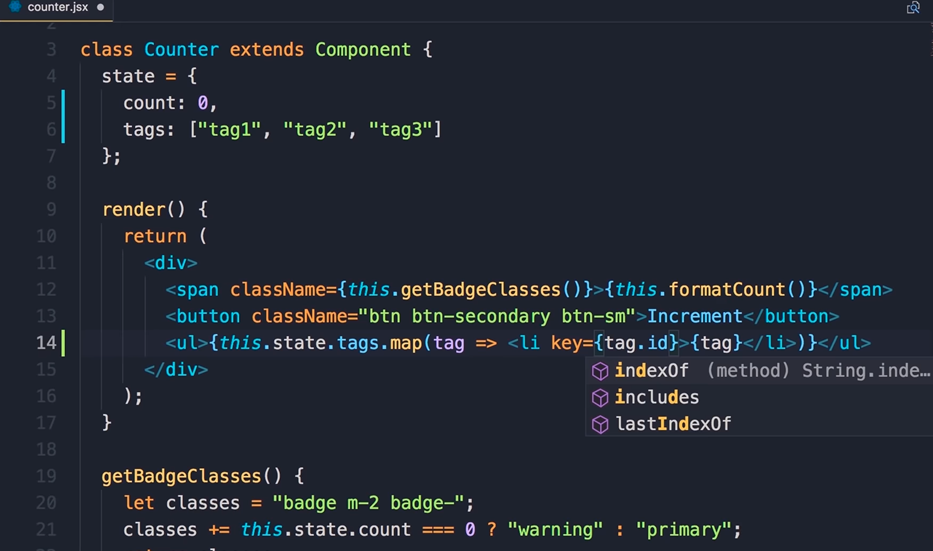 counter.jsx
2
3 class Counter extends Component {
4 state = {
5 count: 0,
6 tags: ["tag1", "tag2", "tag3"]
7 };
8
9 render() {
10 return (
11 <div>
12 <span className={this.getBadgeClasses()}>{this.formatCount()}</span>
13 <button className="btn btn-secondary btn-sm">Increment</button>
14 <ul>{this.state.tags.map(tag => <li key={tag.id}>{tag}</li>)}</ul>
indexOf (method) String.inde…
15 </div>
includes
16 );
lastIndexOf
17 }
18
19 getBadgeClasses() {
20 let classes = "badge m-2 badge-";
21 classes += this.state.count === 0 ? "warning" : "primary";